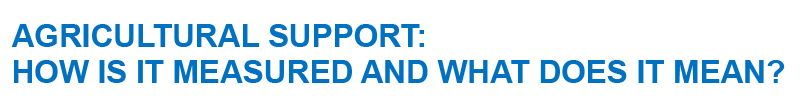 AGRICULTURAL SUPPORT:
HOW IS IT MEASURED AND WHAT DOES IT MEAN?